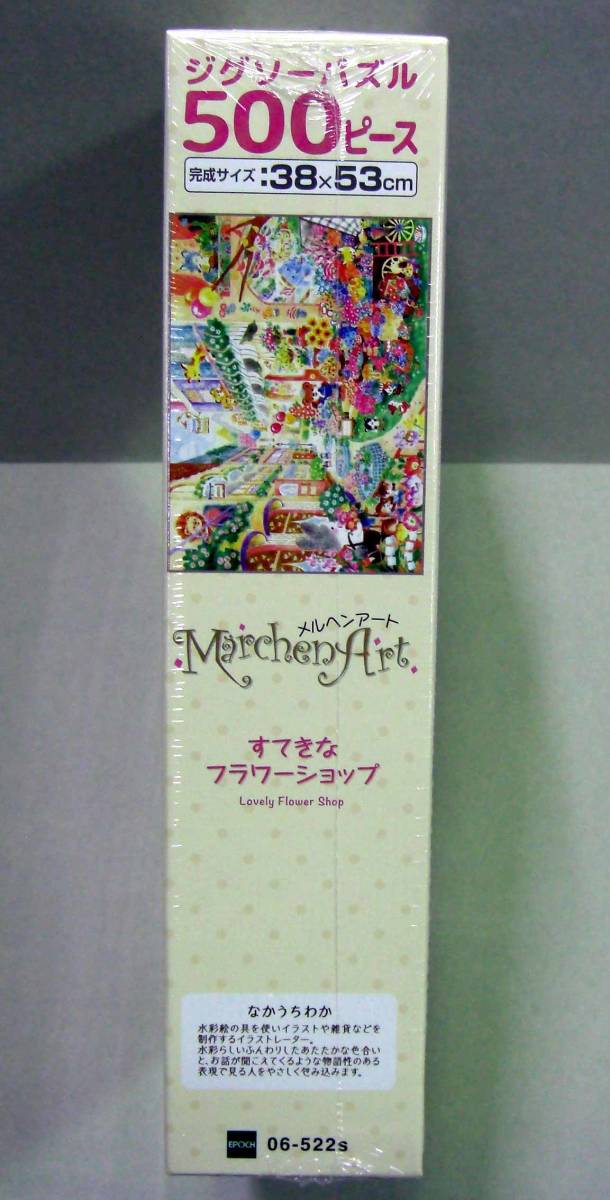 ジグソーパズル
500ピース
完成サイズ:38×53cm
メルヘンアート
MarchenArt
すてきな
フラワーショップ
Lovely Flower Shop
なかうちわか
水彩絵の具を使いイラストや雑貨などを
制作するイラストレーター。
水彩らしいふんわりしたあたたかな色合い
と、お話が聞こえてくるような物語性のある
表現で見る人をやさしく包み込みます。
EPOCH 06-522s